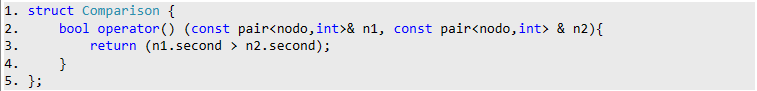 1. struct Comparison {
2.     bool operator() (const pair<nodo,int>& n1, const pair<nodo,int> & n2){
3.         return (n1.second > n2.second);
4.     }
5. };